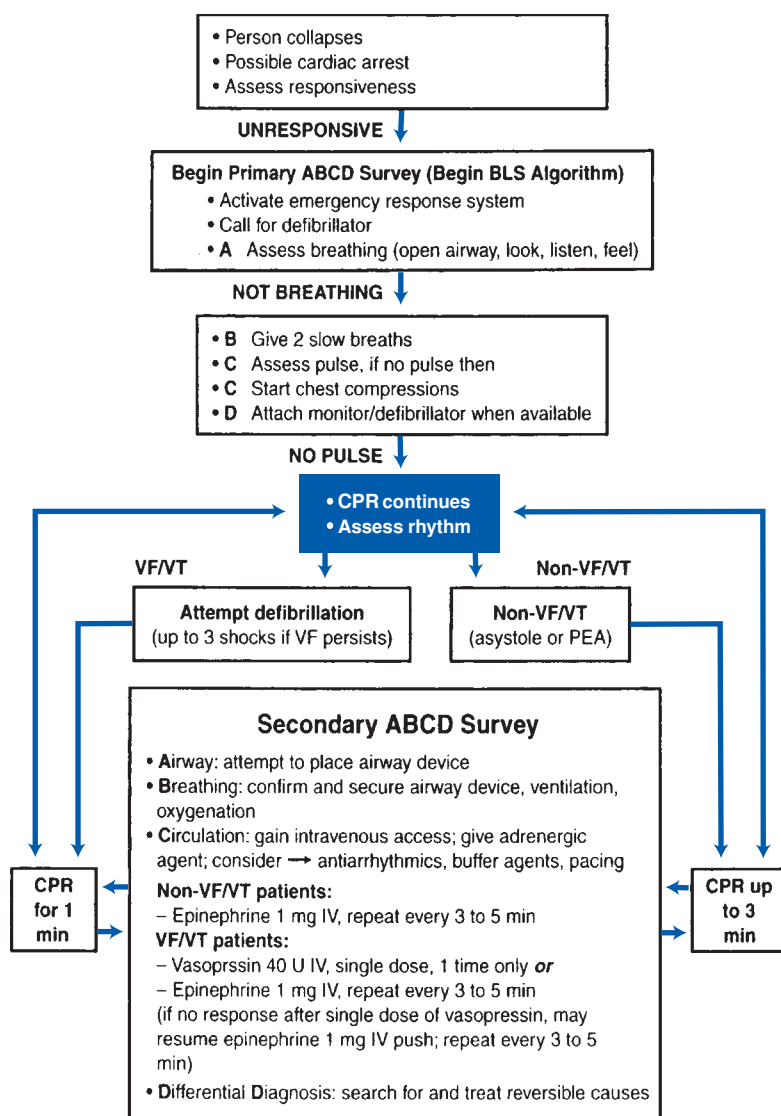 • Person collapses
• Possible cardiac arrest
• Assess responsiveness
UNRESPONSIVE
Begin Primary ABCD Survey (Begin BLS Algorithm)
• Activate emergency response system
• Call for defibrillator
• A Assess breathing (open airway, look, listen, feel)
NOT BREATHING
• B Give 2 slow breaths
• C Assess pulse, if no pulse then
• C Start chest compressions
• D Attach monitor/defibrillator when available
NO PULSE
• CPR continues
• Assess rhythm
VF/VT
Non-VF/VT
Attempt defibrillation
(up to 3 shocks if VF persists)
Non-VF/VT
(asystole or PEA)
Secondary ABCD Survey
• Airway: attempt to place airway device
• Breathing: confirm and secure airway device, ventilation,
oxygenation
• Circulation: gain intravenous access; give adrenergic
agent; consider → antiarrhythmics, buffer agents, pacing
Non-VF/VT patients:
– Epinephrine 1 mg IV, repeat every 3 to 5 min
VF/VT patients:
– Vasoprssin 40 U IV, single dose, 1 time only or
– Epinephrine 1 mg IV, repeat every 3 to 5 min
(if no response after single dose of vasopressin, may
resume epinephrine 1 mg IV push; repeat every 3 to 5
min)
• Differential Diagnosis: search for and treat reversible causes
CPR
for 1
min
CPR up
to 3
min